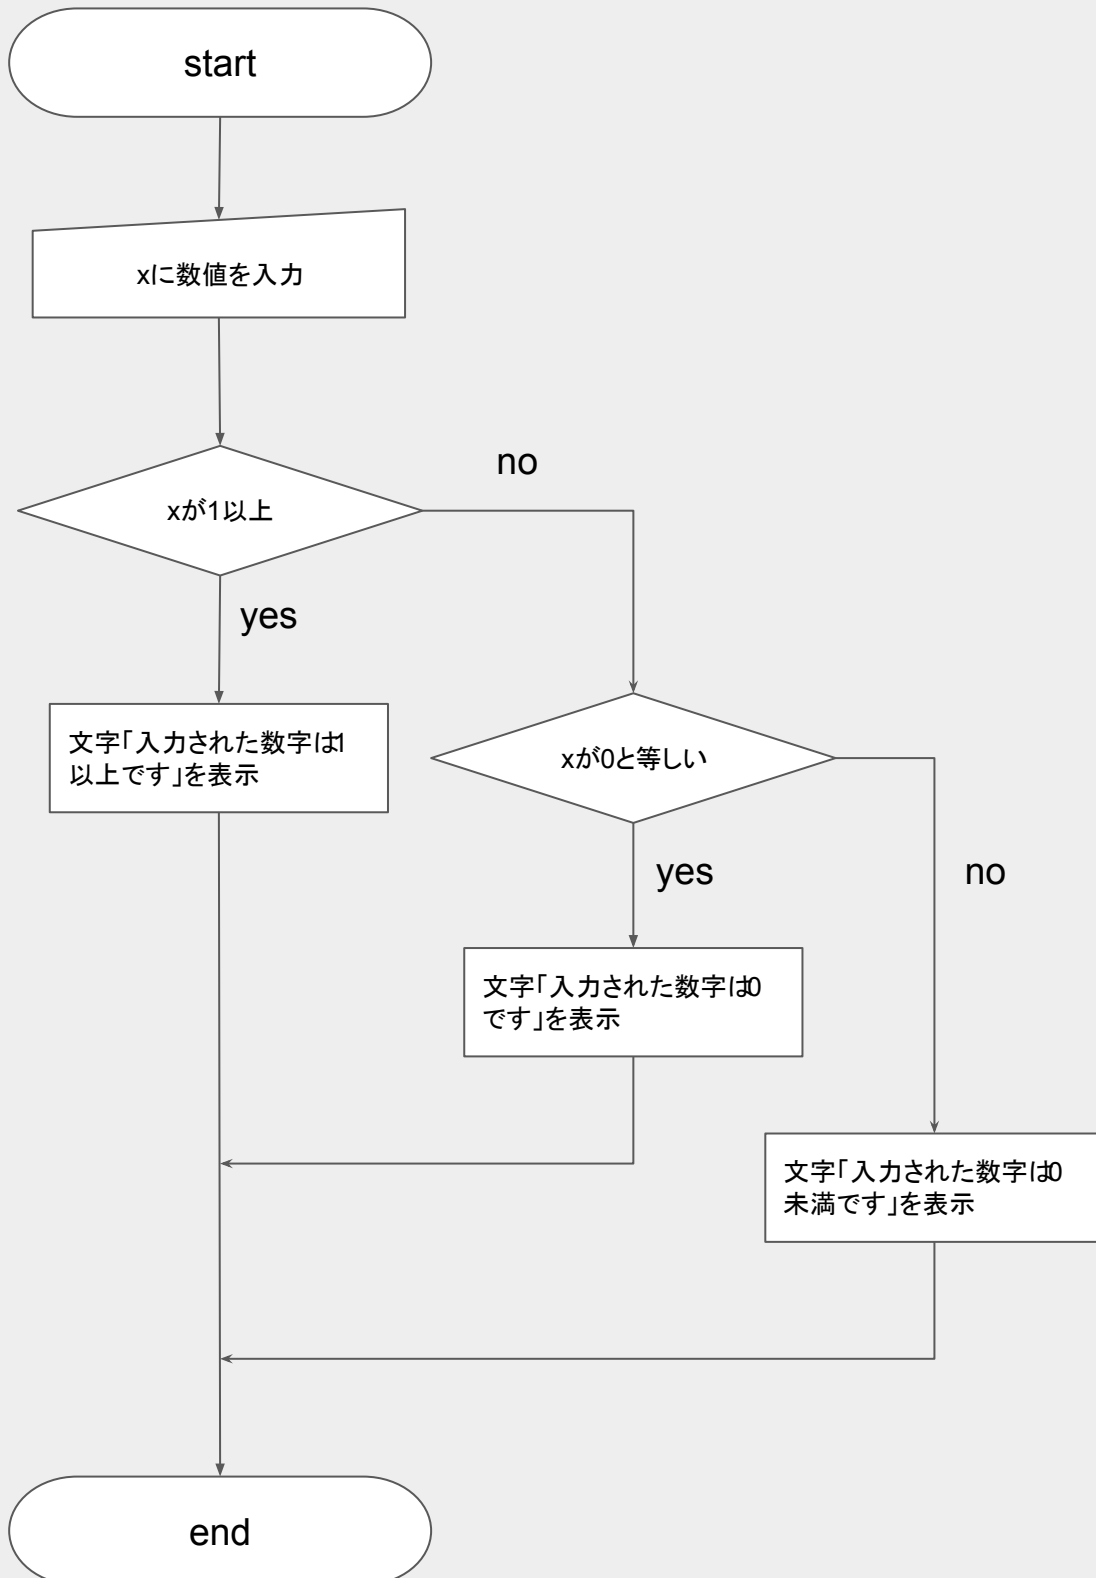 start
xに数値を入力
no
xが1以上
yes
文字「入力された数字は1
以上です」を表示
xが0と等しい
yes
no
文字「入力された数字は0
です」を表示
文字「入力された数字は0
未満です」を表示
end